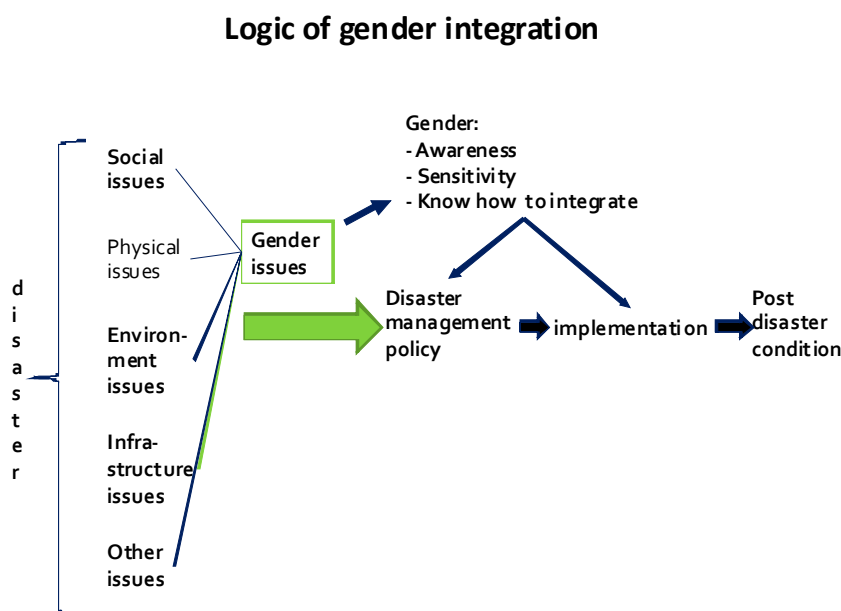 Logic of gender integration
disaster
Social
issues
Physical
issues
Environ-
ment
issues
Infra-
structure
issues
Other
issues
Gender
issues
Gender:
- Awareness
- Sensitivity
- Know how to integrate
Disaster
management
policy
implementation
Post
disaster
condition